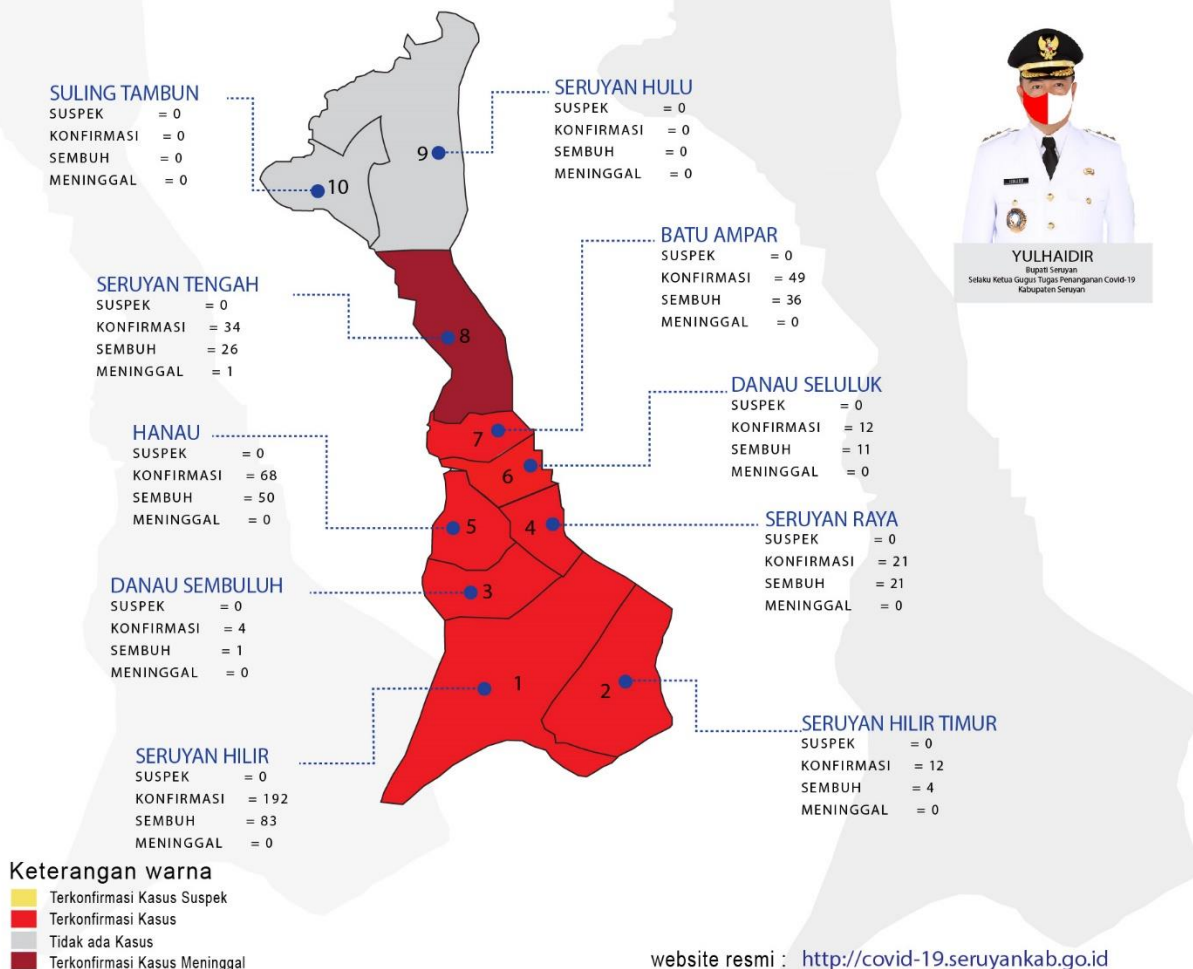 SULING TAMBUN
SUSPEK = 0
KONFIRMASI = 0
SEMBUH = 0
MENINGGAL = 0
SERUYAN HULU
SUSPEK = 0
KONFIRMASI = 0
SEMBUH = 0
MENINGGAL = 0
9
10
YULHAIDIR
Bupati Seruyan
Selaku Ketua Gugus Tugas Penanganan Covid-19
Kabupaten Seruyan
SERUYAN TENGAH
SUSPEK = 0
KONFIRMASI = 34
SEMBUH = 26
MENINGGAL = 1
8
BATU AMPAR
SUSPEK = 0
KONFIRMASI = 49
SEMBUH = 36
MENINGGAL = 0
HANAU
SUSPEK = 0
KONFIRMASI = 68
SEMBUH = 50
MENINGGAL = 0
7
6
5
4
DANAU SELULUK
SUSPEK = 0
KONFIRMASI = 12
SEMBUH = 11
MENINGGAL = 0
SERUYAN RAYA
SUSPEK = 0
KONFIRMASI = 21
SEMBUH = 21
MENINGGAL = 0
DANAU SEMBULUH
SUSPEK = 0
KONFIRMASI = 4
SEMBUH = 1
MENINGGAL = 0
3
1
2
SERUYAN HILIR
SUSPEK = 0
KONFIRMASI = 192
SEMBUH = 83
MENINGGAL = 0
SERUYAN HILIR TIMUR
SUSPEK = 0
KONFIRMASI = 12
SEMBUH = 4
MENINGGAL = 0
Keterangan warna
Terkonfirmasi Kasus Suspek
Terkonfirmasi Kasus
Tidak ada Kasus
Terkonfirmasi Kasus Meninggal
website resmi : http://covid-19.seruyankab.go.id